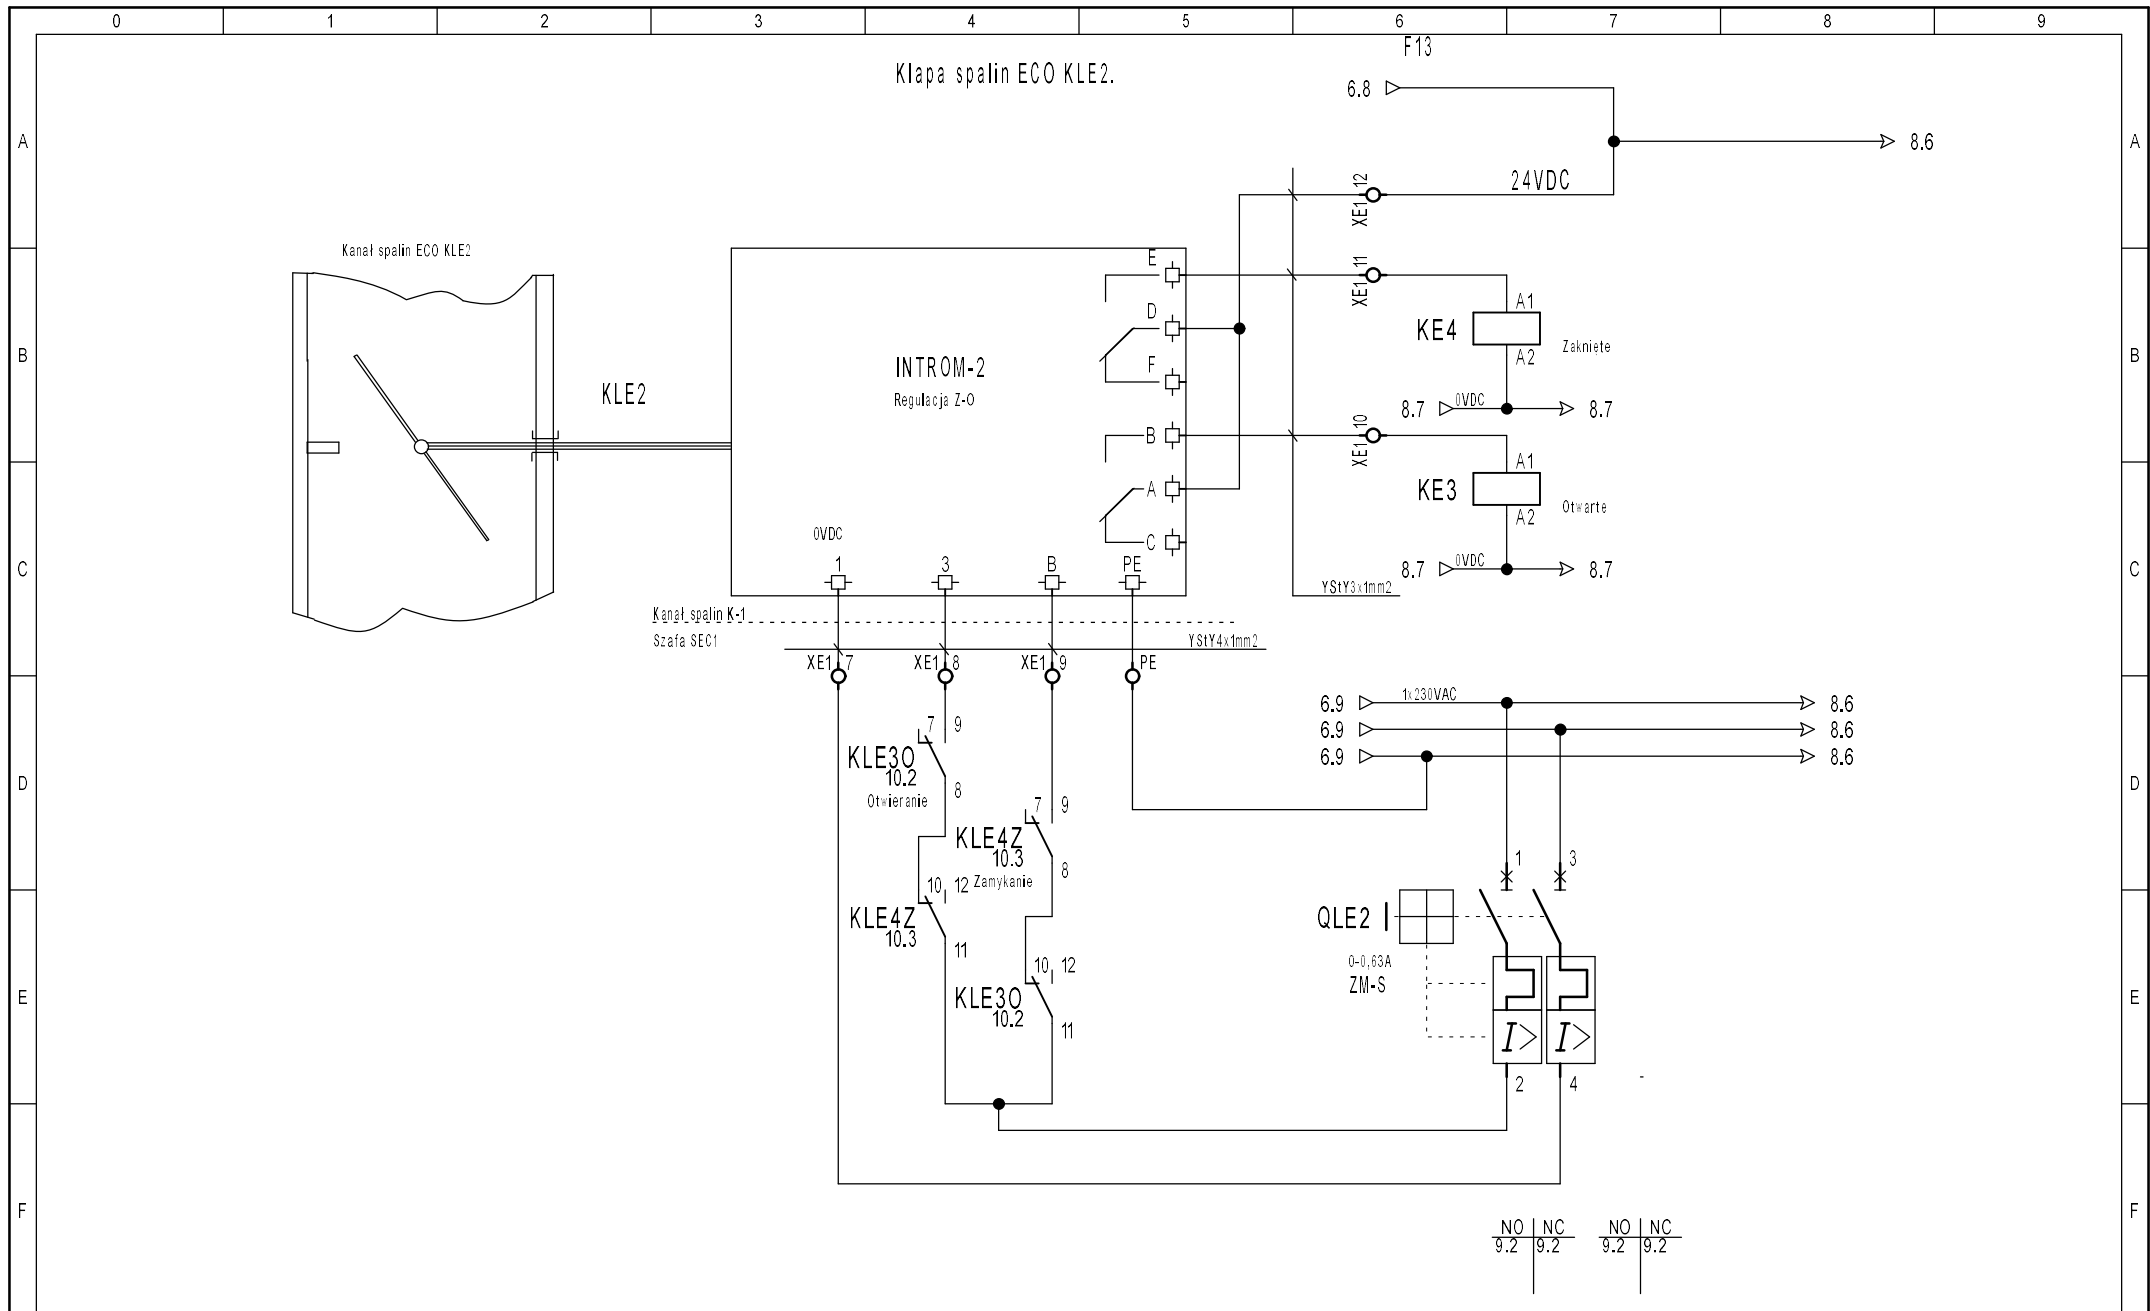 0 1 2 3 4 5 6 7 8 9
F13
Klapa spalin ECO KLE2.
6.8
A
8.6
A
24VDC
XE1 12
Kanał spalin ECO KLE2
E
XE1 11
A1
D
KE4
B
INTROM-2
F
A2
Zaknięte
B
KLE2
Regulacja Z-O
8.7
0VDC
8.7
B
XE1 10
A1
A
KE3
A2
Otwarte
0VDC
C
C
1
3
B
PE
8.7
0VDC
8.7
C
YStY3x1mm2
Kanał spalin K-1
Szafa SEC1
YStY4x1mm2
XE1 7
XE1 8
XE1 9
PE
6.9
1x230VAC
8.6
6.9
8.6
6.9
8.6
7 9
KLE3O
10.2
D
8
Otwieranie
D
7 9
KLE4Z
10.3
8
Zamykanie
1
3
10 12
KLE4Z
10.3
11
QLE2
0-0,63A
ZM-S
10 12
E
KLE3O
10.2
11
E
I>
I>
2
4
-
F
F
NO NC
9.2 9.2
NO NC
9.2 9.2